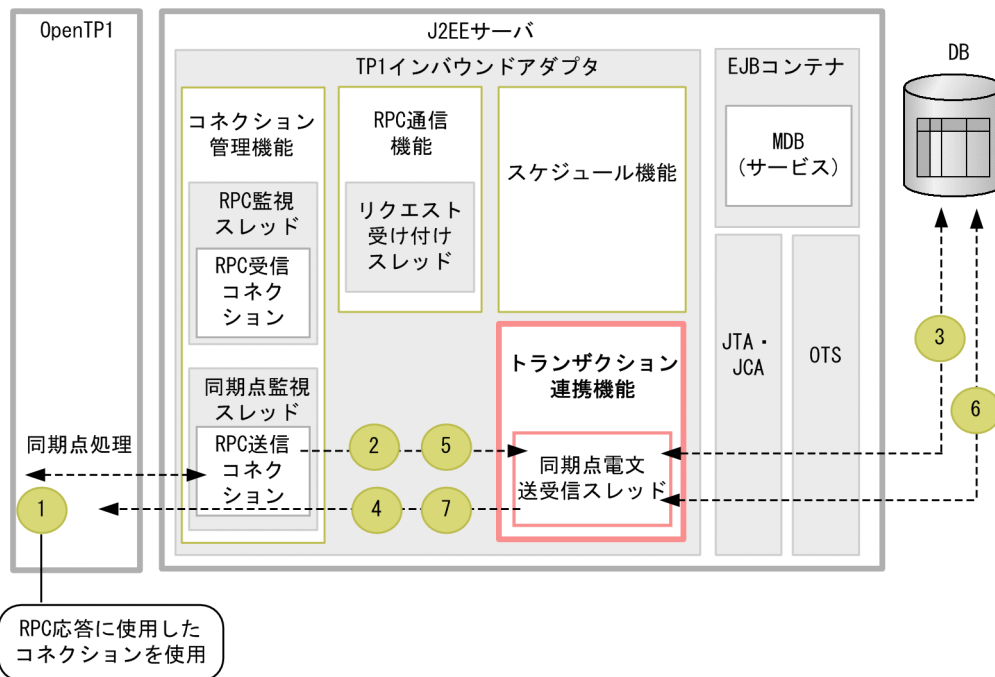 OpenTP1
J2EEサーバ
TP1インバウンドアダプタ
コネクション
管理機能
RPC監視
スレッド
RPC受信
コネク
ション
同期点監視
スレッド
RPC送信
コネク
ション
RPC通信
機能
リクエスト
受け付け
スレッド
スケジュール機能
トランザクション
連携機能
同期点電文
送受信スレッド
EJBコンテナ
MDB
(サービス)
JTA・
JCA
OTS
DB
同期点処理
1
2
5
4
7
3
6
RPC応答に使用した
コネクションを使用